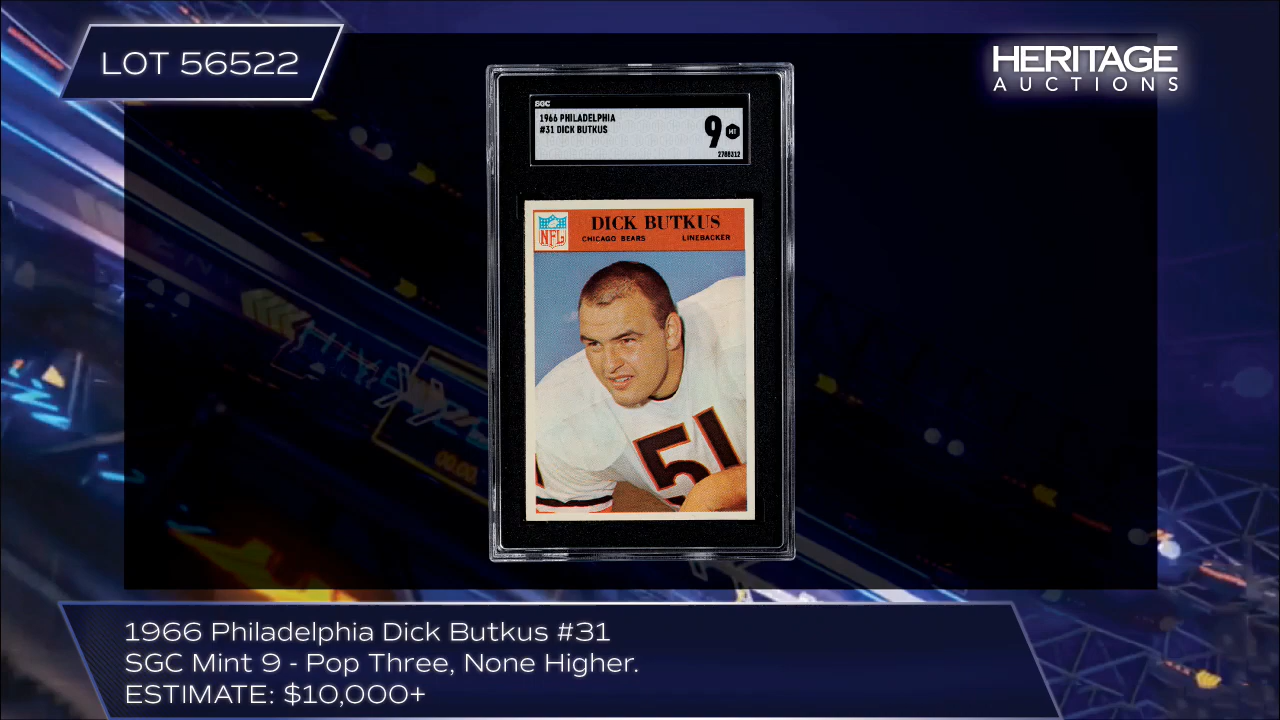 LOT 56522
HERITAGE
AUCTIONS
SGC
1966 PHILADELPHIA
#31 DICK BUTKUS
9 MT
2788312
NFL
DICK BUTKUS
CHICAGO BEARS LINEBACKER
51
1966 Philadelphia Dick Butkus #31
SGC Mint 9 - Pop Three, None Higher.
ESTIMATE: $10,000+